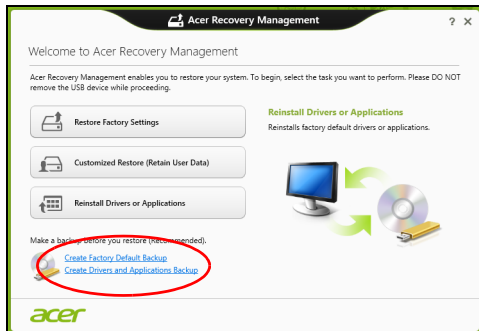 Acer Recovery Management
? X
Welcome to Acer Recovery Management
Acer Recovery Management enables you to restore your system. To begin, select the task you want to perform. Please DO NOT
remove the USB device while proceeding.
Restore Factory Settings
Customized Restore (Retain User Data)
Reinstall Drivers or Applications
Reinstall Drivers or Applications
Reinstalls factory default drivers or applications.
Make a backup before you restore (Recommended).
Create Factory Default Backup
Create Drivers and Applications Backup
acer